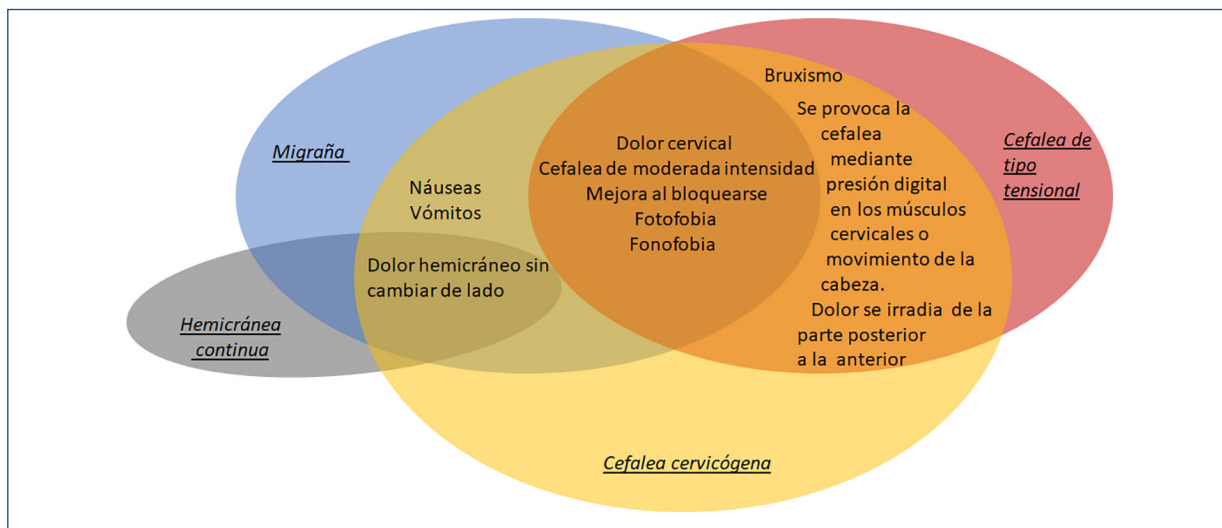 Migraña
Náuseas
Vómitos
Dolor hemicráneo sin
cambiar de lado
Hemicránea
continua
Dolor cervical
Cefalea de moderada intensidad
Mejora al bloquearse
Fotofobia
Fonofobia
Bruxismo
Se provoca la
cefalea
mediante
presión digital
en los músculos
cervicales o
movimiento de la
cabeza.
Dolor se irradia de la
parte posterior
a la anterior
Cefalea de
tipo
tensional
Cefalea cervicógena